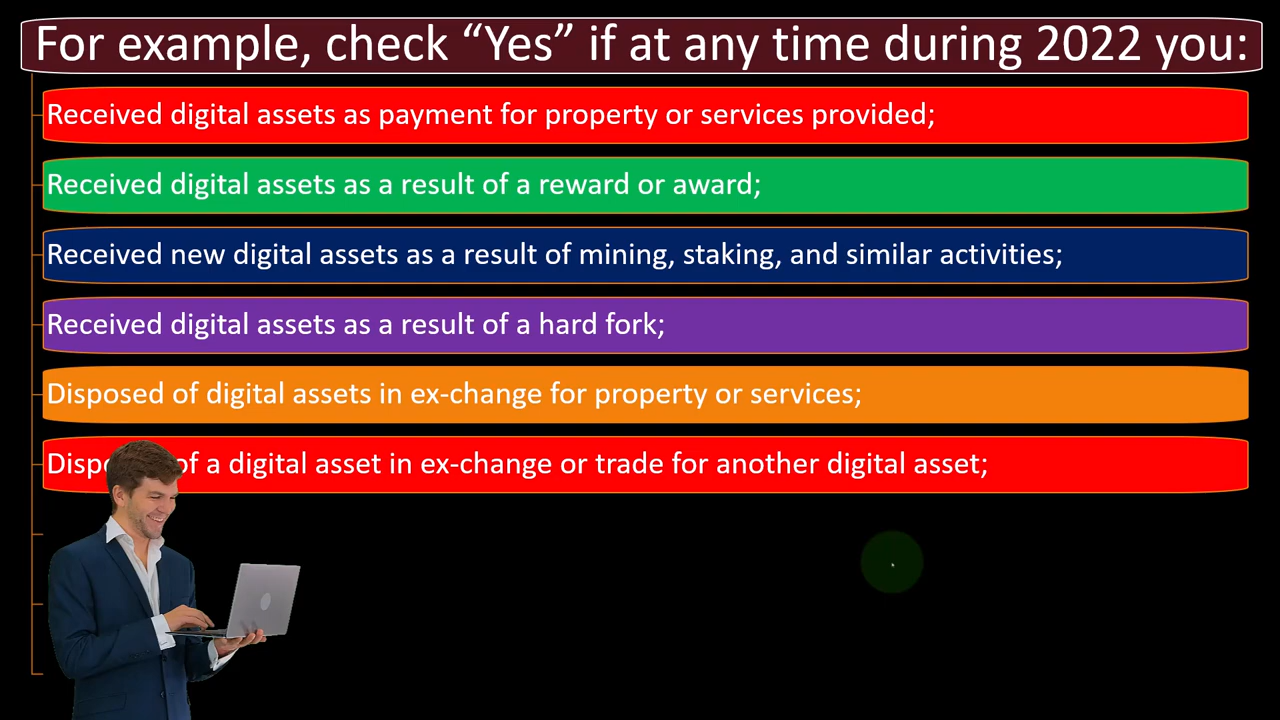 For example, check “Yes” if at any time during 2022 you:
Received digital assets as payment for property or services provided;
Received digital assets as a result of a reward or award;
Received new digital assets as a result of mining, staking, and similar activities;
Received digital assets as a result of a hard fork;
Disposed of digital assets in ex-change for property or services;
of a digital asset in ex-change or trade for another digital asset;